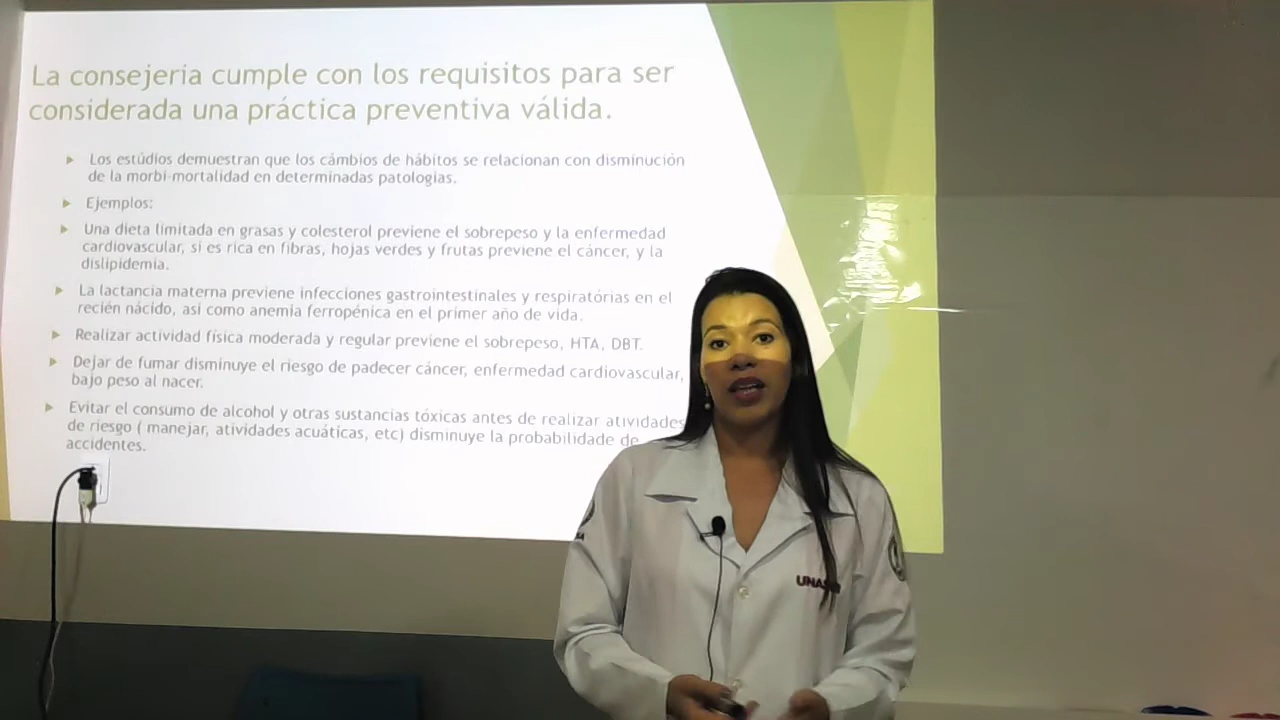 La consejería cumple con los requisitos para ser
considerada una práctica preventiva válida.
Los estúdios demuestran que los cámbios de hábitos se relacionan con disminución
de la morbi-mortalidad en determinadas patologias.
Ejemplos:
Una dieta limitada en grasas y colesterol previene el sobrepeso y la enfermedad
cardiovascular, si es rica en fibras, hojas verdes y frutas previene el cáncer, y la
dislipidemia.
La lactancia materna previene infecciones gastrointestinales y respiratórias en el
recién nácido, asi como anemia ferropénica en el primer año de vida.
Realizar actividad física moderada y regular previene el sobrepeso, HTA, DBT.
Dejar de fumar disminuye el riesgo de padecer cáncer, enfermedad cardiovascular,
bajo peso al nacer.
Evitar el consumo de alcohol y otras sustancias tóxicas antes de realizar atividades
de riesgo ( manejar, atividades acuáticas, etc) disminuye la probabilidade de
accidentes.